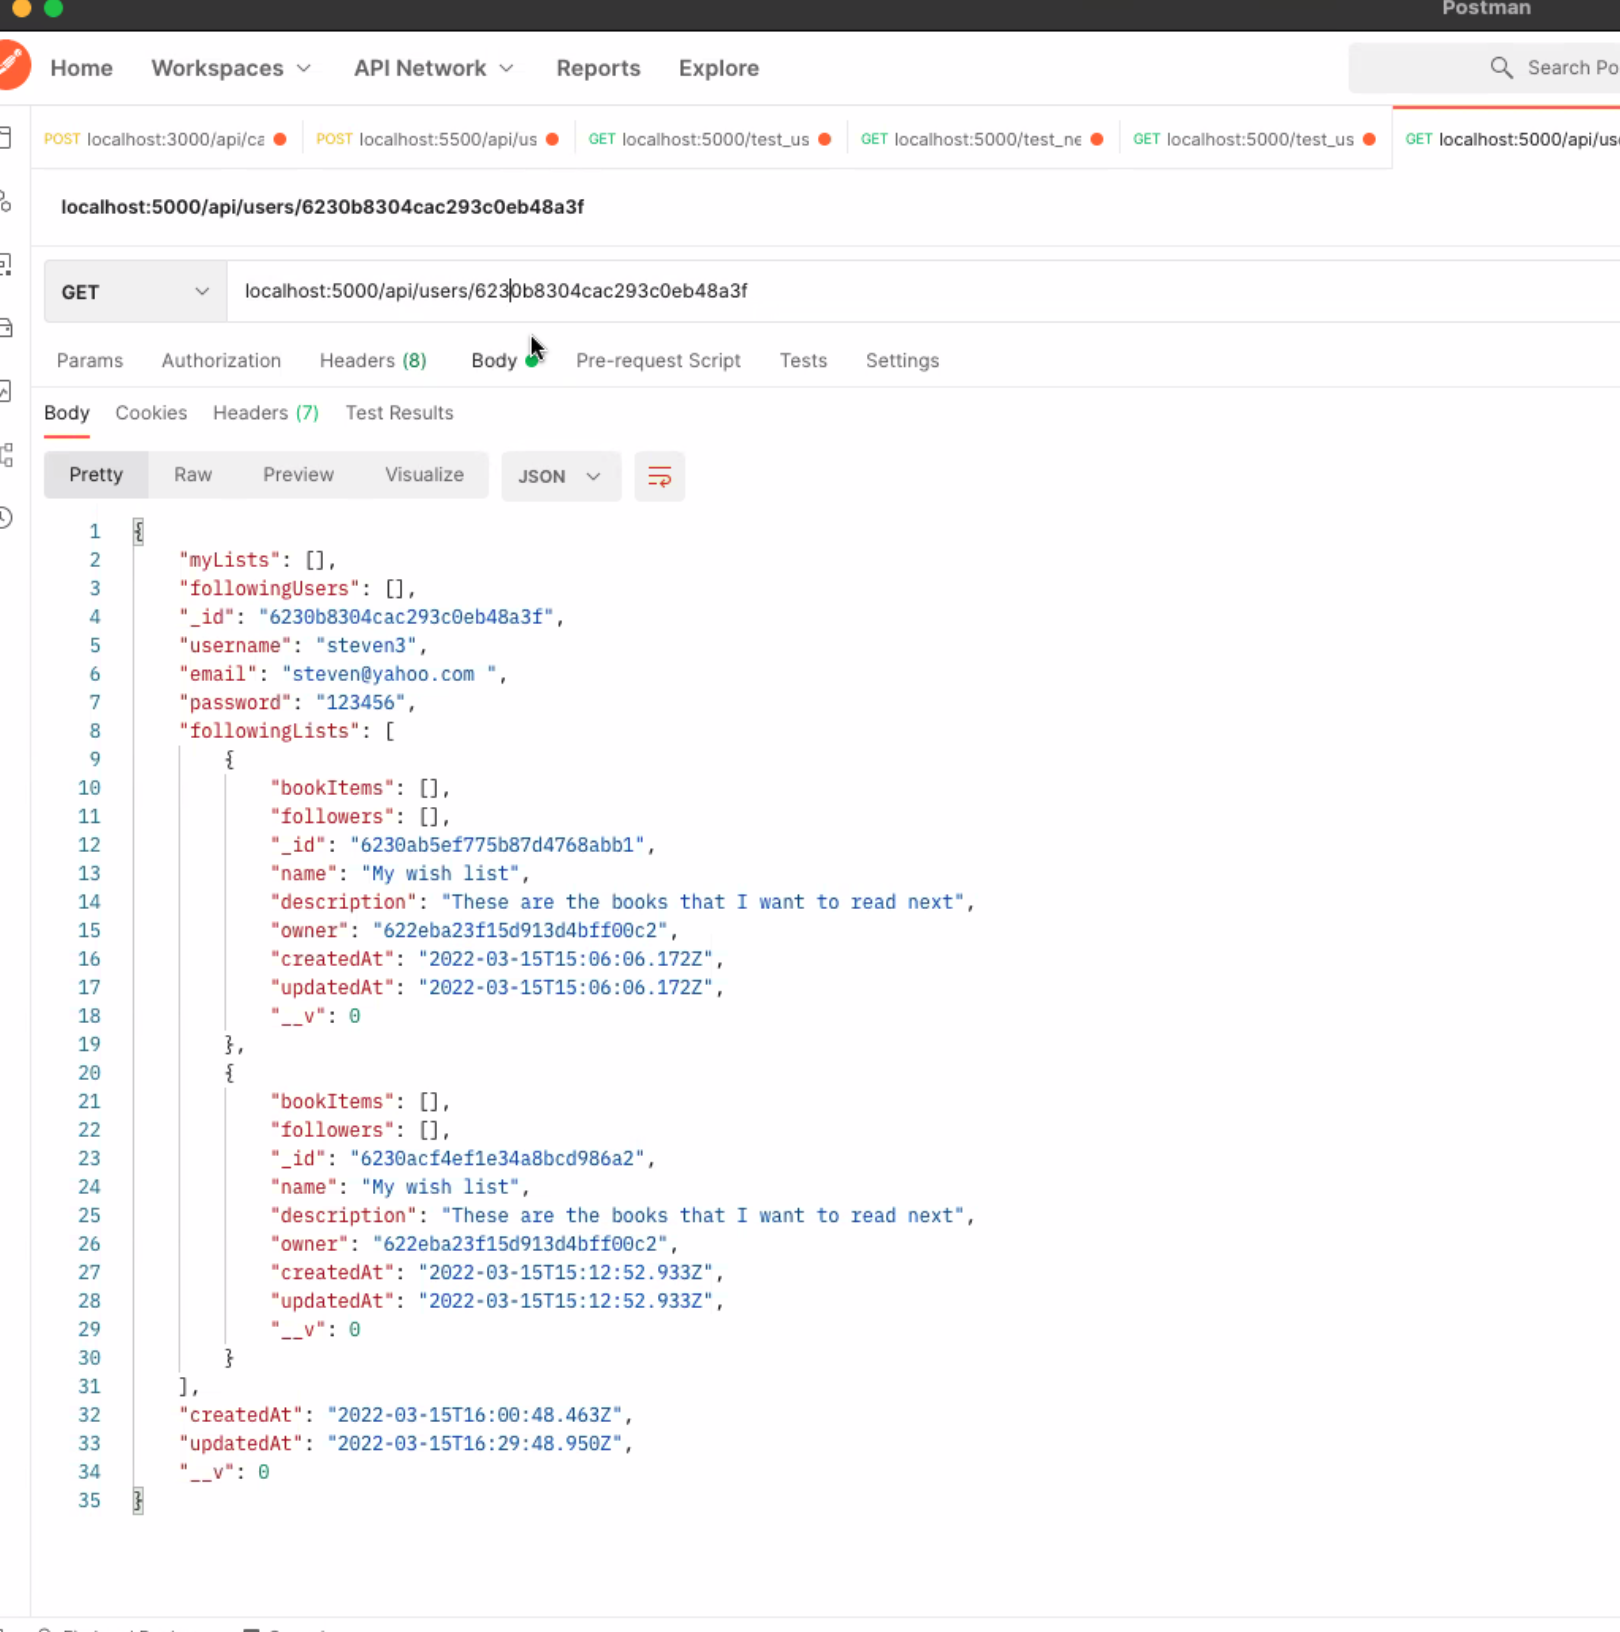 Postman
Home Workspaces API Network Reports Explore Search Po
POST localhost:3000/api/ca POST localhost:5500/api/us GET localhost:5000/test_us GET localhost:5000/test_ne GET localhost:5000/test_us GET localhost:5000/api/us
localhost:5000/api/users/6230b8304cac293c0eb48a3f
GET localhost:5000/api/users/6230b8304cac293c0eb48a3f
Params Authorization Headers (8) Body Pre-request Script Tests Settings
Body Cookies Headers (7) Test Results
Pretty Raw Preview Visualize JSON
1 {
2 "myLists": [],
3 "followingUsers": [],
4 "_id": "6230b8304cac293c0eb48a3f",
5 "username": "steven3",
6 "email": "steven@yahoo.com ",
7 "password": "123456",
8 "followingLists": [
9 {
10 "bookItems": [],
11 "followers": [],
12 "_id": "6230ab5ef775b87d4768abb1",
13 "name": "My wish list",
14 "description": "These are the books that I want to read next",
15 "owner": "622eba23f15d913d4bff00c2",
16 "createdAt": "2022-03-15T15:06:06.172Z",
17 "updatedAt": "2022-03-15T15:06:06.172Z",
18 "__v": 0
19 },
20 {
21 "bookItems": [],
22 "followers": [],
23 "_id": "6230acf4ef1e34a8bcd986a2",
24 "name": "My wish list",
25 "description": "These are the books that I want to read next",
26 "owner": "622eba23f15d913d4bff00c2",
27 "createdAt": "2022-03-15T15:12:52.933Z",
28 "updatedAt": "2022-03-15T15:12:52.933Z",
29 "__v": 0
30 }
31 ],
32 "createdAt": "2022-03-15T16:00:48.463Z",
33 "updatedAt": "2022-03-15T16:29:48.950Z",
34 "__v": 0
35 }